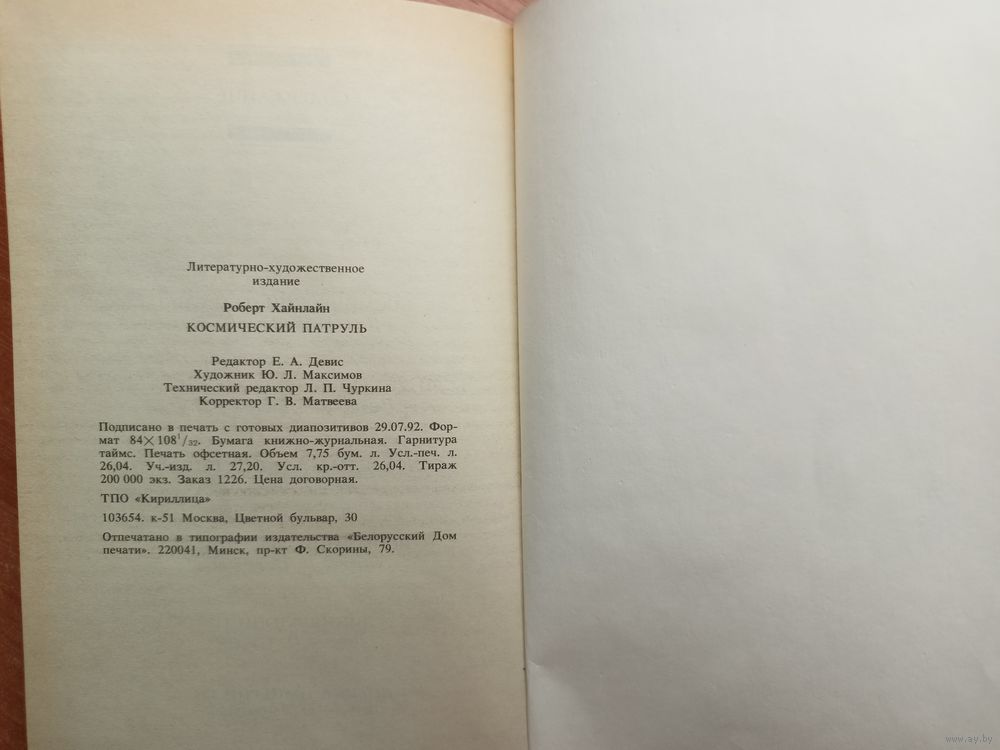 Литературно-художественное
издание
Роберт Хайнлайн
КОСМИЧЕСКИЙ ПАТРУЛЬ
Редактор Е. А. Девис
Художник Ю. Л. Максимов
Технический редактор Л. П. Чуркина
Корректор Г. В. Матвеева
Подписано в печать с готовых диапозитивов 29.07.92. Фор-
мат 84×108¹/₃₂. Бумага книжно-журнальная. Гарнитура
таймс. Печать офсетная. Объем 7,75 бум. л. Усл.-печ. л.
26,04. Уч.-изд. л. 27,20. Усл. кр.-отт. 26,04. Тираж
200 000 экз. Заказ 1226. Цена договорная.
ТПО «Кириллица»
103654. к-51 Москва, Цветной бульвар, 30
Отпечатано в типографии издательства «Белорусский Дом
печати». 220041, Минск, пр-кт Ф. Скорины, 79.
www.ay.by